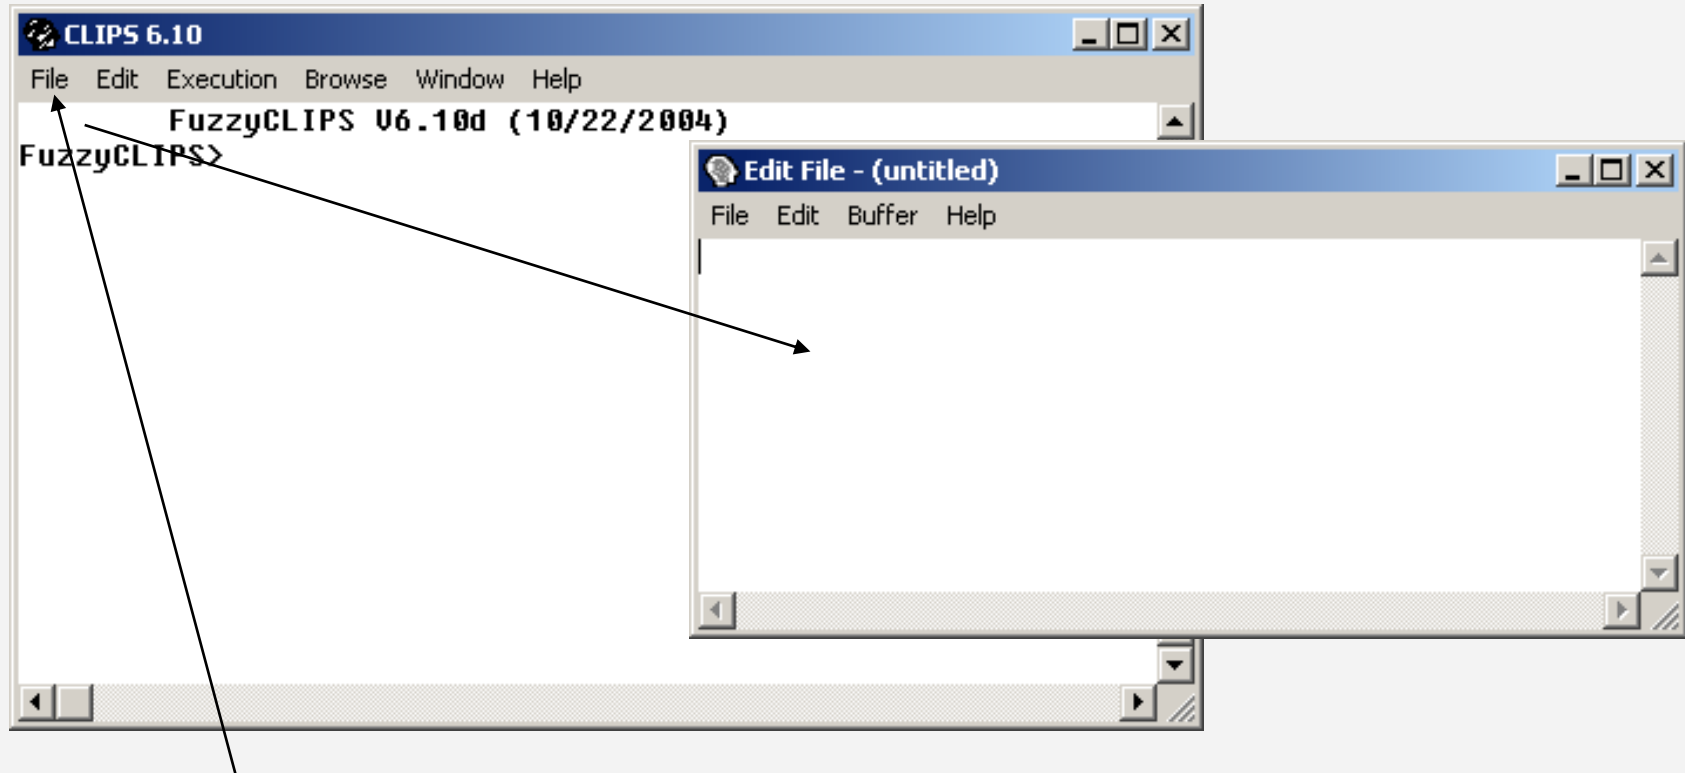 CLIPS 6.10
File Edit Execution Browse Window Help
FuzzyCLIPS V6.10d (10/22/2004)
FuzzyCLIPS>
Edit File - (untitled)
File Edit Buffer Help